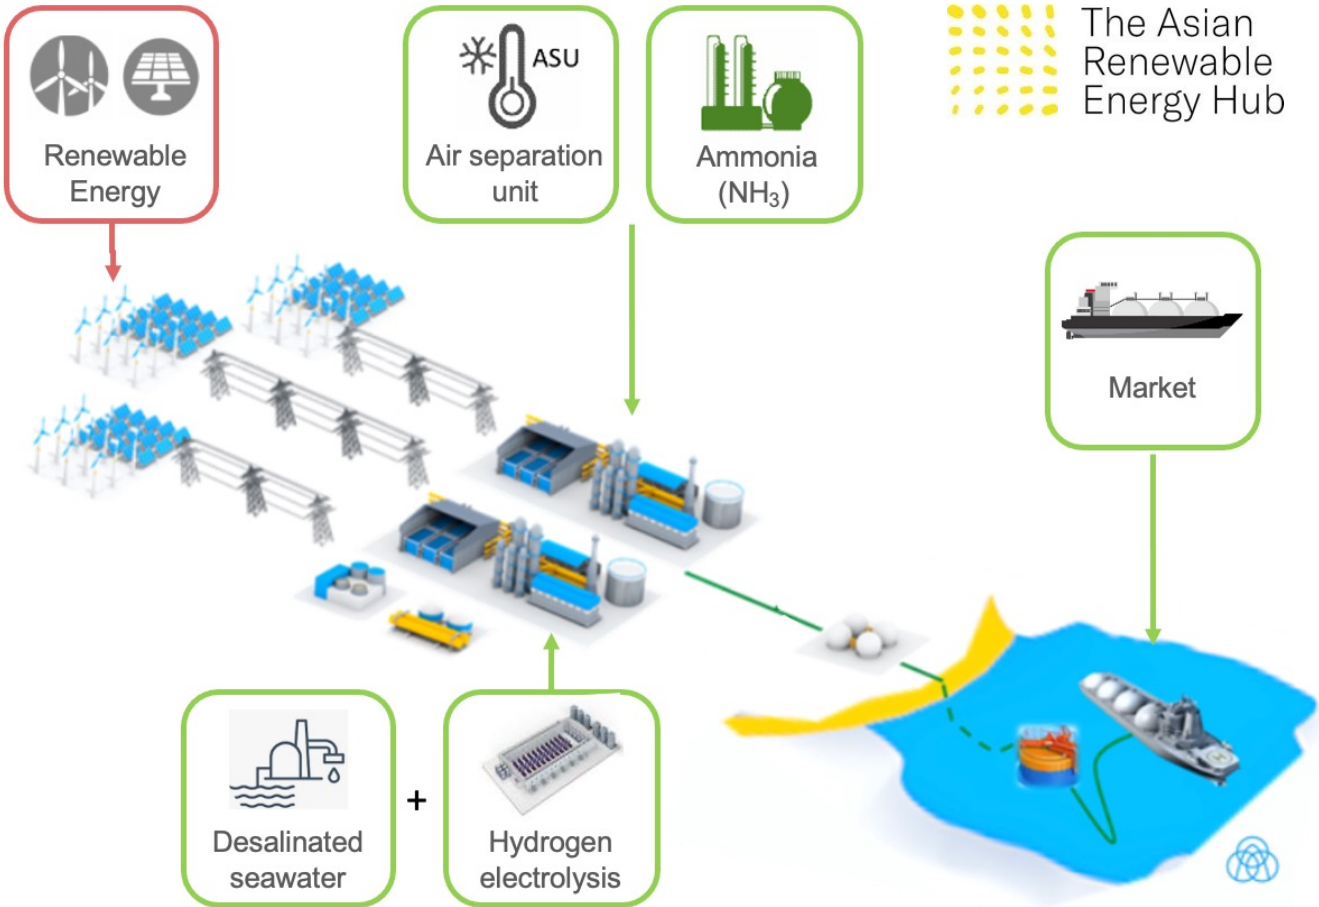 Renewable
Energy
ASU
Air separation
unit
Ammonia
(NH₃)
The Asian
Renewable
Energy Hub
Market
Desalinated
seawater
+
Hydrogen
electrolysis